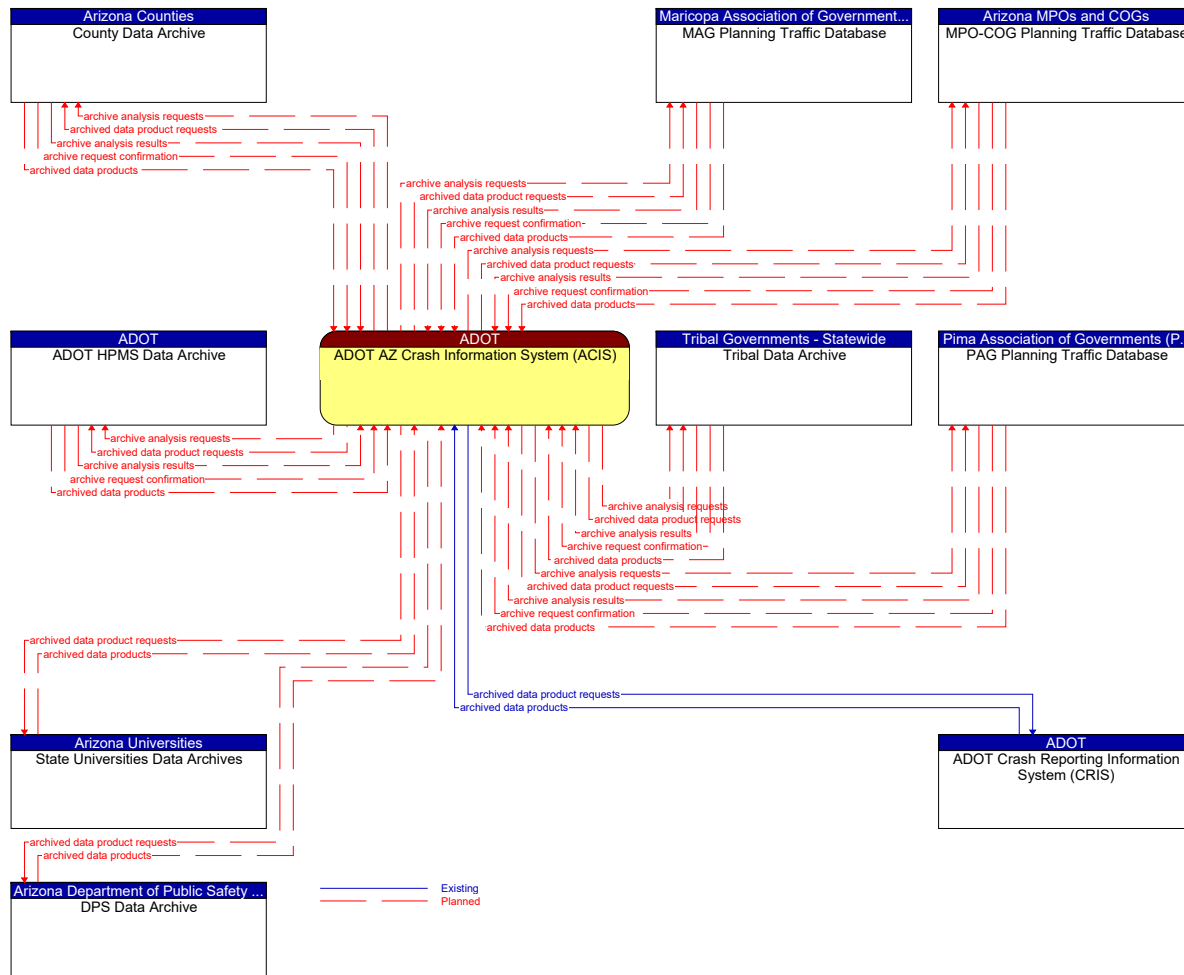 Arizona Counties
County Data Archive
Maricopa Association of Government...
MAG Planning Traffic Database
Arizona MPOs and COGs
MPO-COG Planning Traffic Database
archive analysis requests
archived data product requests
archive analysis results
archive request confirmation
archived data products
archive analysis requests
archived data product requests
archive analysis results
archive request confirmation
archived data products
archive analysis requests
archived data product requests
archive analysis results
archive request confirmation
archived data products
ADOT
ADOT HPMS Data Archive
ADOT
ADOT AZ Crash Information System (ACIS)
Tribal Governments - Statewide
Tribal Data Archive
Pima Association of Governments (P...
PAG Planning Traffic Database
archive analysis requests
archived data product requests
archive analysis results
archive request confirmation
archived data products
archive analysis requests
archived data product requests
archive analysis results
archive request confirmation
archived data products
archive analysis requests
archived data product requests
archive analysis results
archive request confirmation
archived data products
archived data product requests
archived data products
archived data product requests
archived data products
Arizona Universities
State Universities Data Archives
ADOT
ADOT Crash Reporting Information
System (CRIS)
archived data product requests
archived data products
Arizona Department of Public Safety ...
DPS Data Archive
Existing
Planned